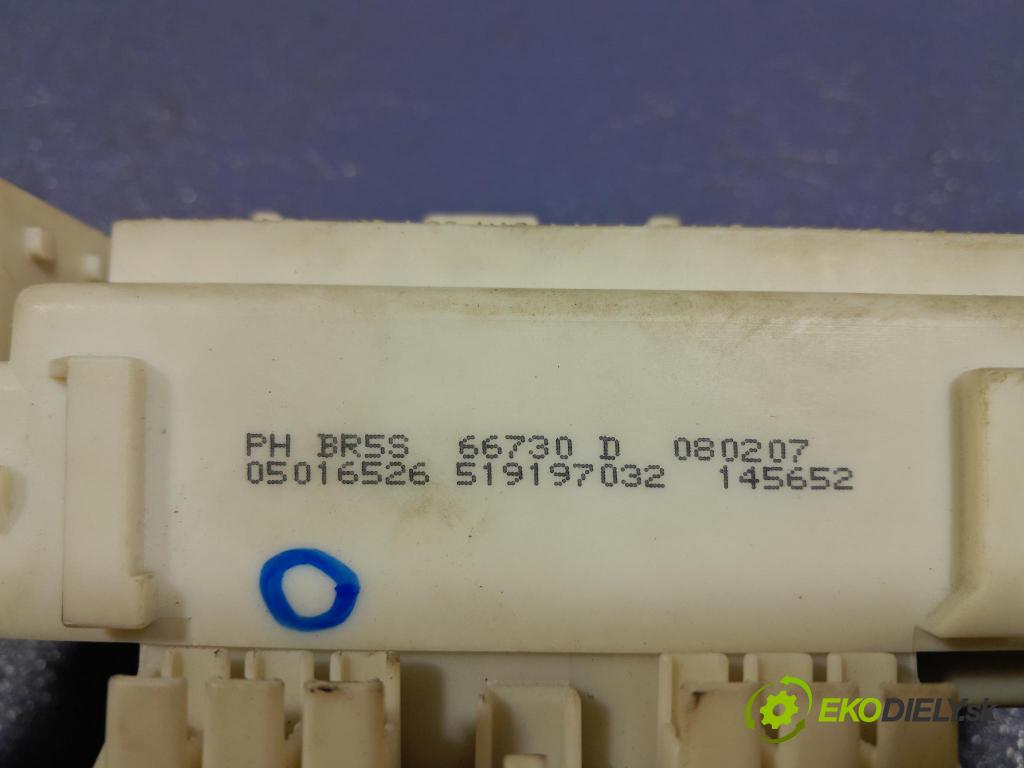 PH BR5S 66730 D 080207
05016526 519197032 145652
EKODIELY.sk